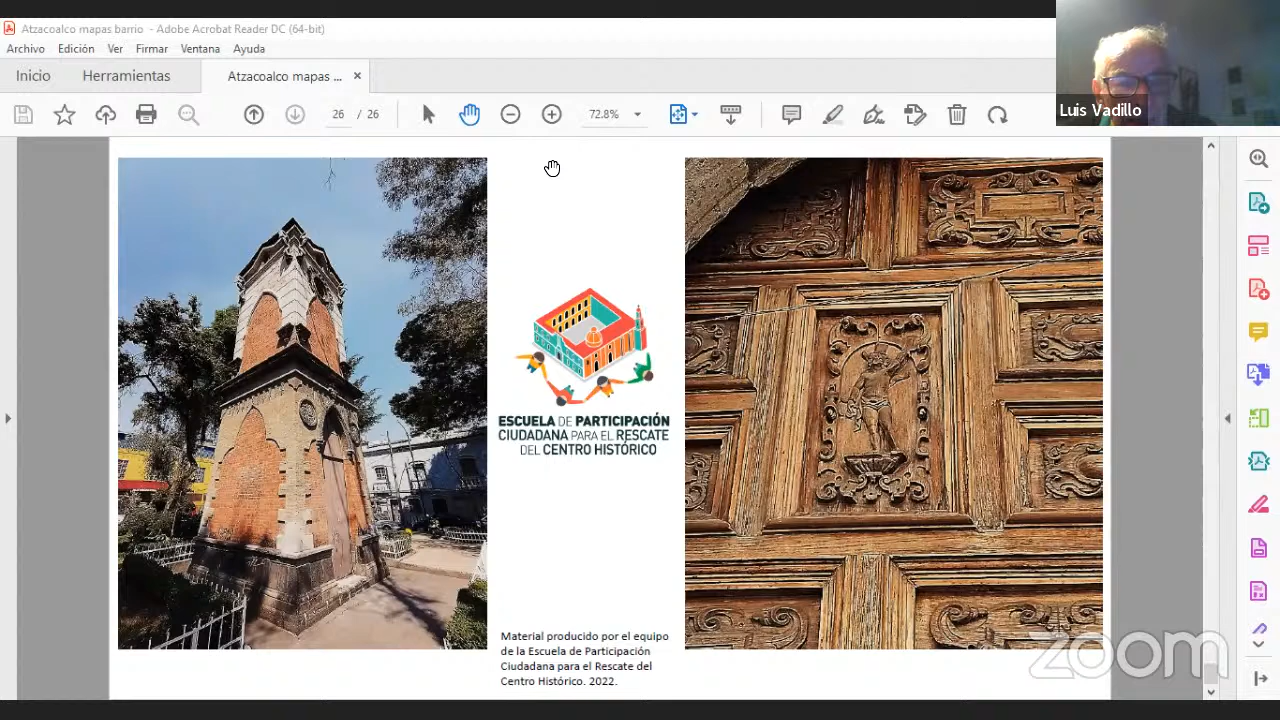 Atzacoalco mapas barrio - Adobe Acrobat Reader DC (64-bit)
Archivo Edición Ver Firmar Ventana Ayuda
Inicio Herramientas Atzacoalco mapas ... ×
26 / 26 72.8%
Luis Vadillo
ESCUELA DE PARTICIPACIÓN
CIUDADANA PARA EL RESCATE
DEL CENTRO HISTÓRICO
Material producido por el equipo
de la Escuela de Participación
Ciudadana para el Rescate del
Centro Histórico. 2022.
zoom